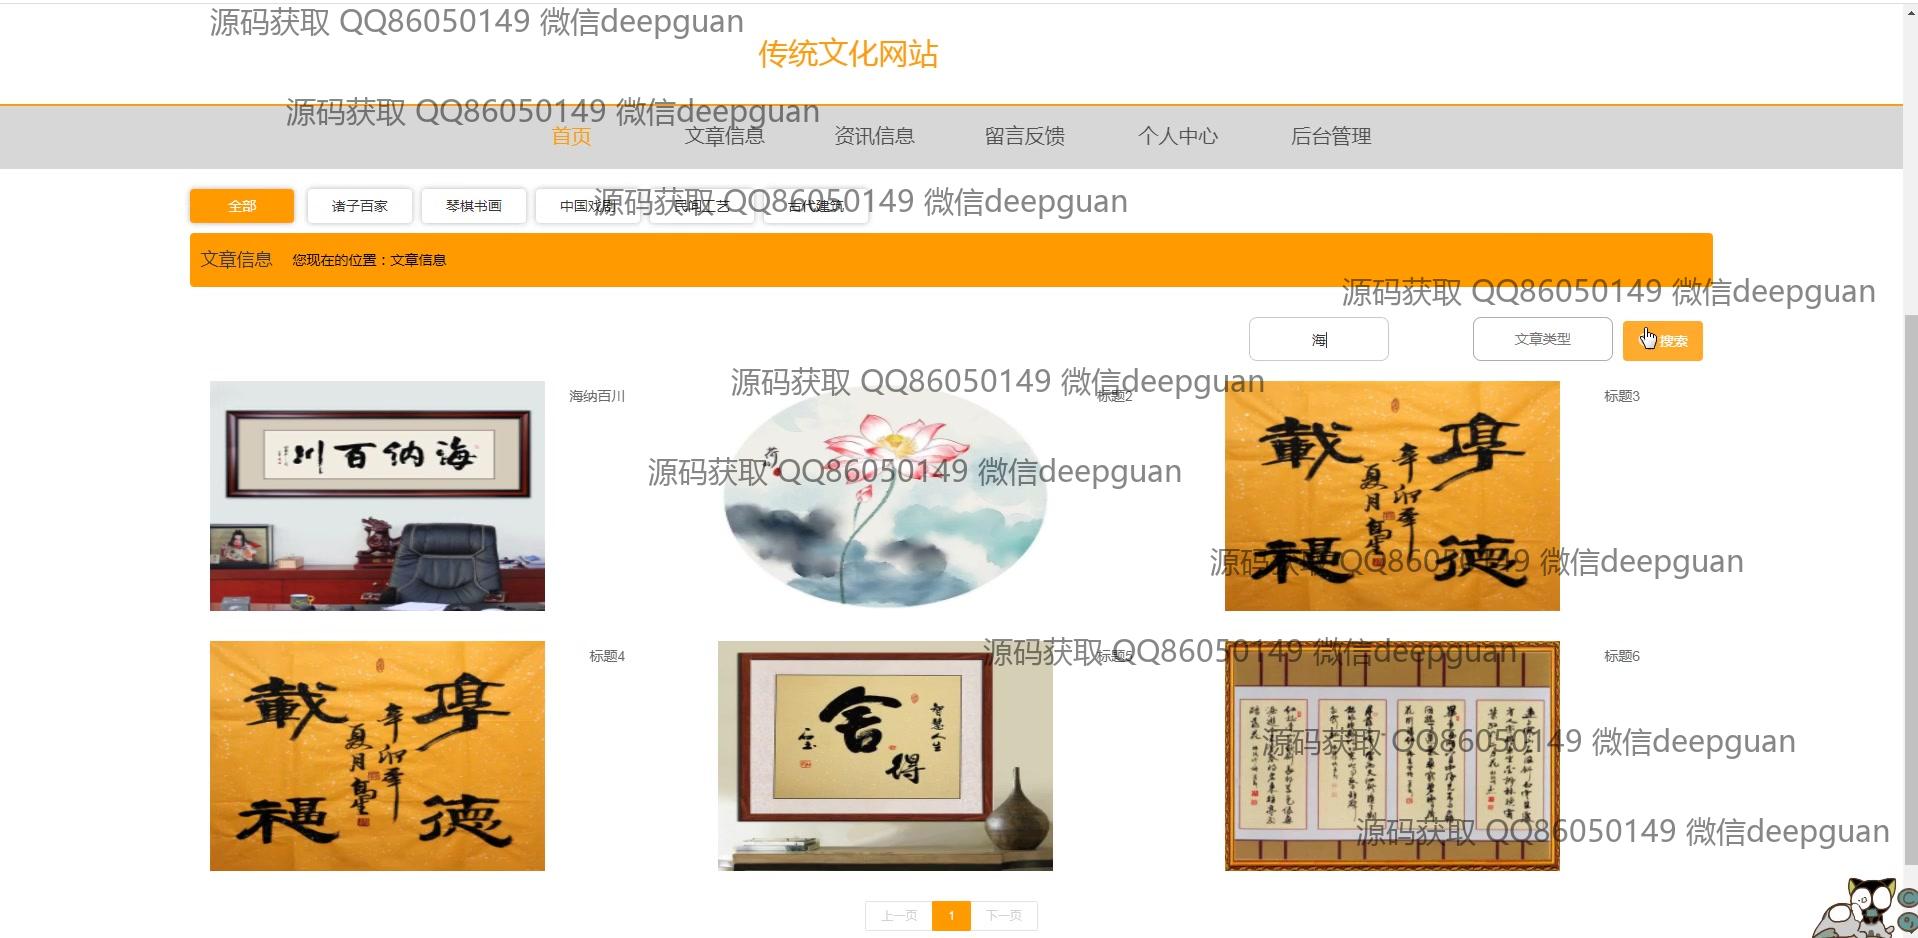 源码获取 QQ86050149 微信deepguan
传统文化网站
源码获取 QQ86050149 微信deepguan
首页 文章信息 资讯信息 留言反馈 个人中心 后台管理
全部 诸子百家 琴棋书画 中国戏剧 民间工艺 古代建筑
源码获取 QQ86050149 微信deepguan
文章信息 您现在的位置：文章信息
源码获取 QQ86050149 微信deepguan
海 文章类型 搜索
源码获取 QQ86050149 微信deepguan
海纳百川 标题2 标题3
川百纳海
荷
載 厚
辛卯年
夏月
源码获取 QQ86050149 微信deepguan
福 德
源码获取 QQ86050149 微信deepguan
源码获取 QQ86050149 微信deepguan
标题4 标题5 标题6
載 厚
辛卯年
夏月
福 德
舍得
智慧人生
源码获取 QQ86050149 微信deepguan
源码获取 QQ86050149 微信deepguan
上一页 1 下一页